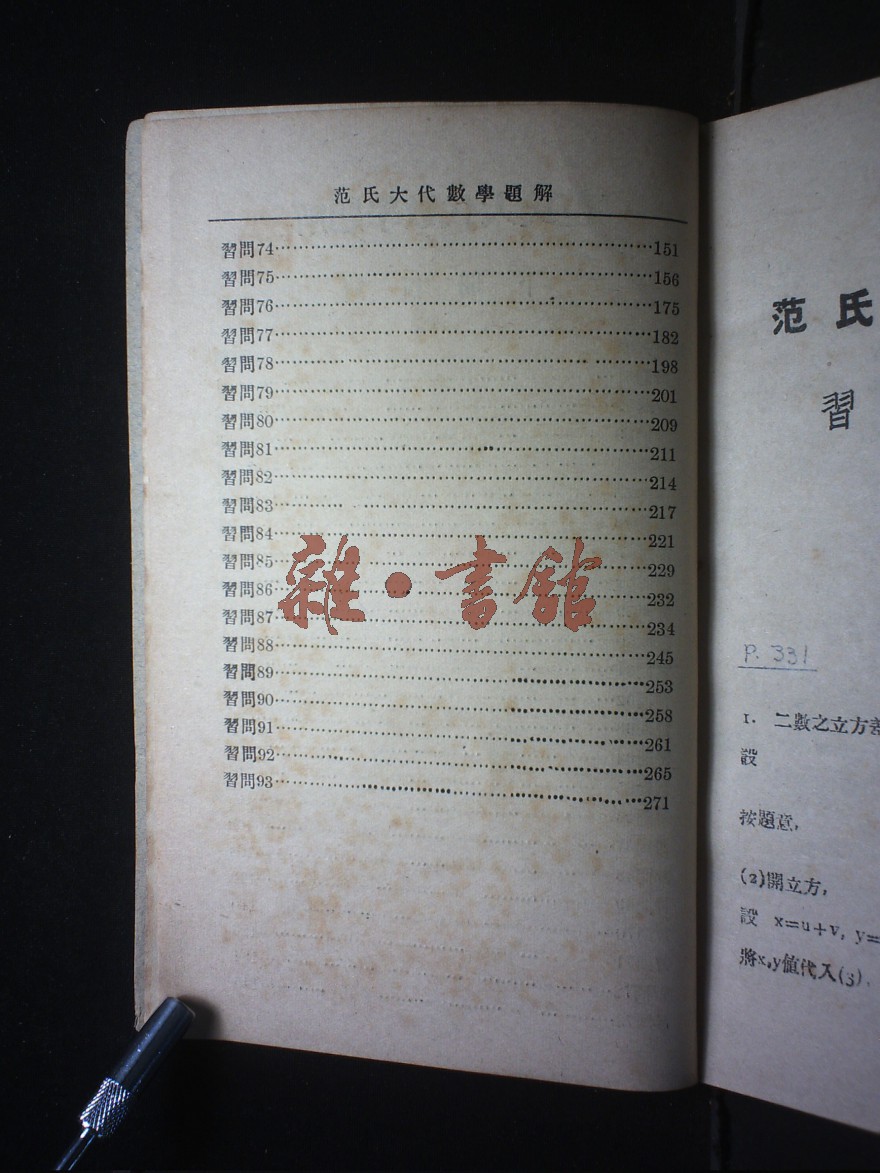 范氏大代數學題解
習問74 151
習問75 156
習問76 175
習問77 182
習問78 198
習問79 201
習問80 209
習問81 211
習問82 214
習問83 217
習問84 221
習問85 229
習問86 232
習問87 234
習問88 245
習問89 253
習問90 258
習問91 261
習問92 265
習問93 271
雜·書館
范氏
習
P. 331
1. 二數之立方差
設
按題意,
(2)開立方,
設 x=u+v, y=
將x,y值代入(3),